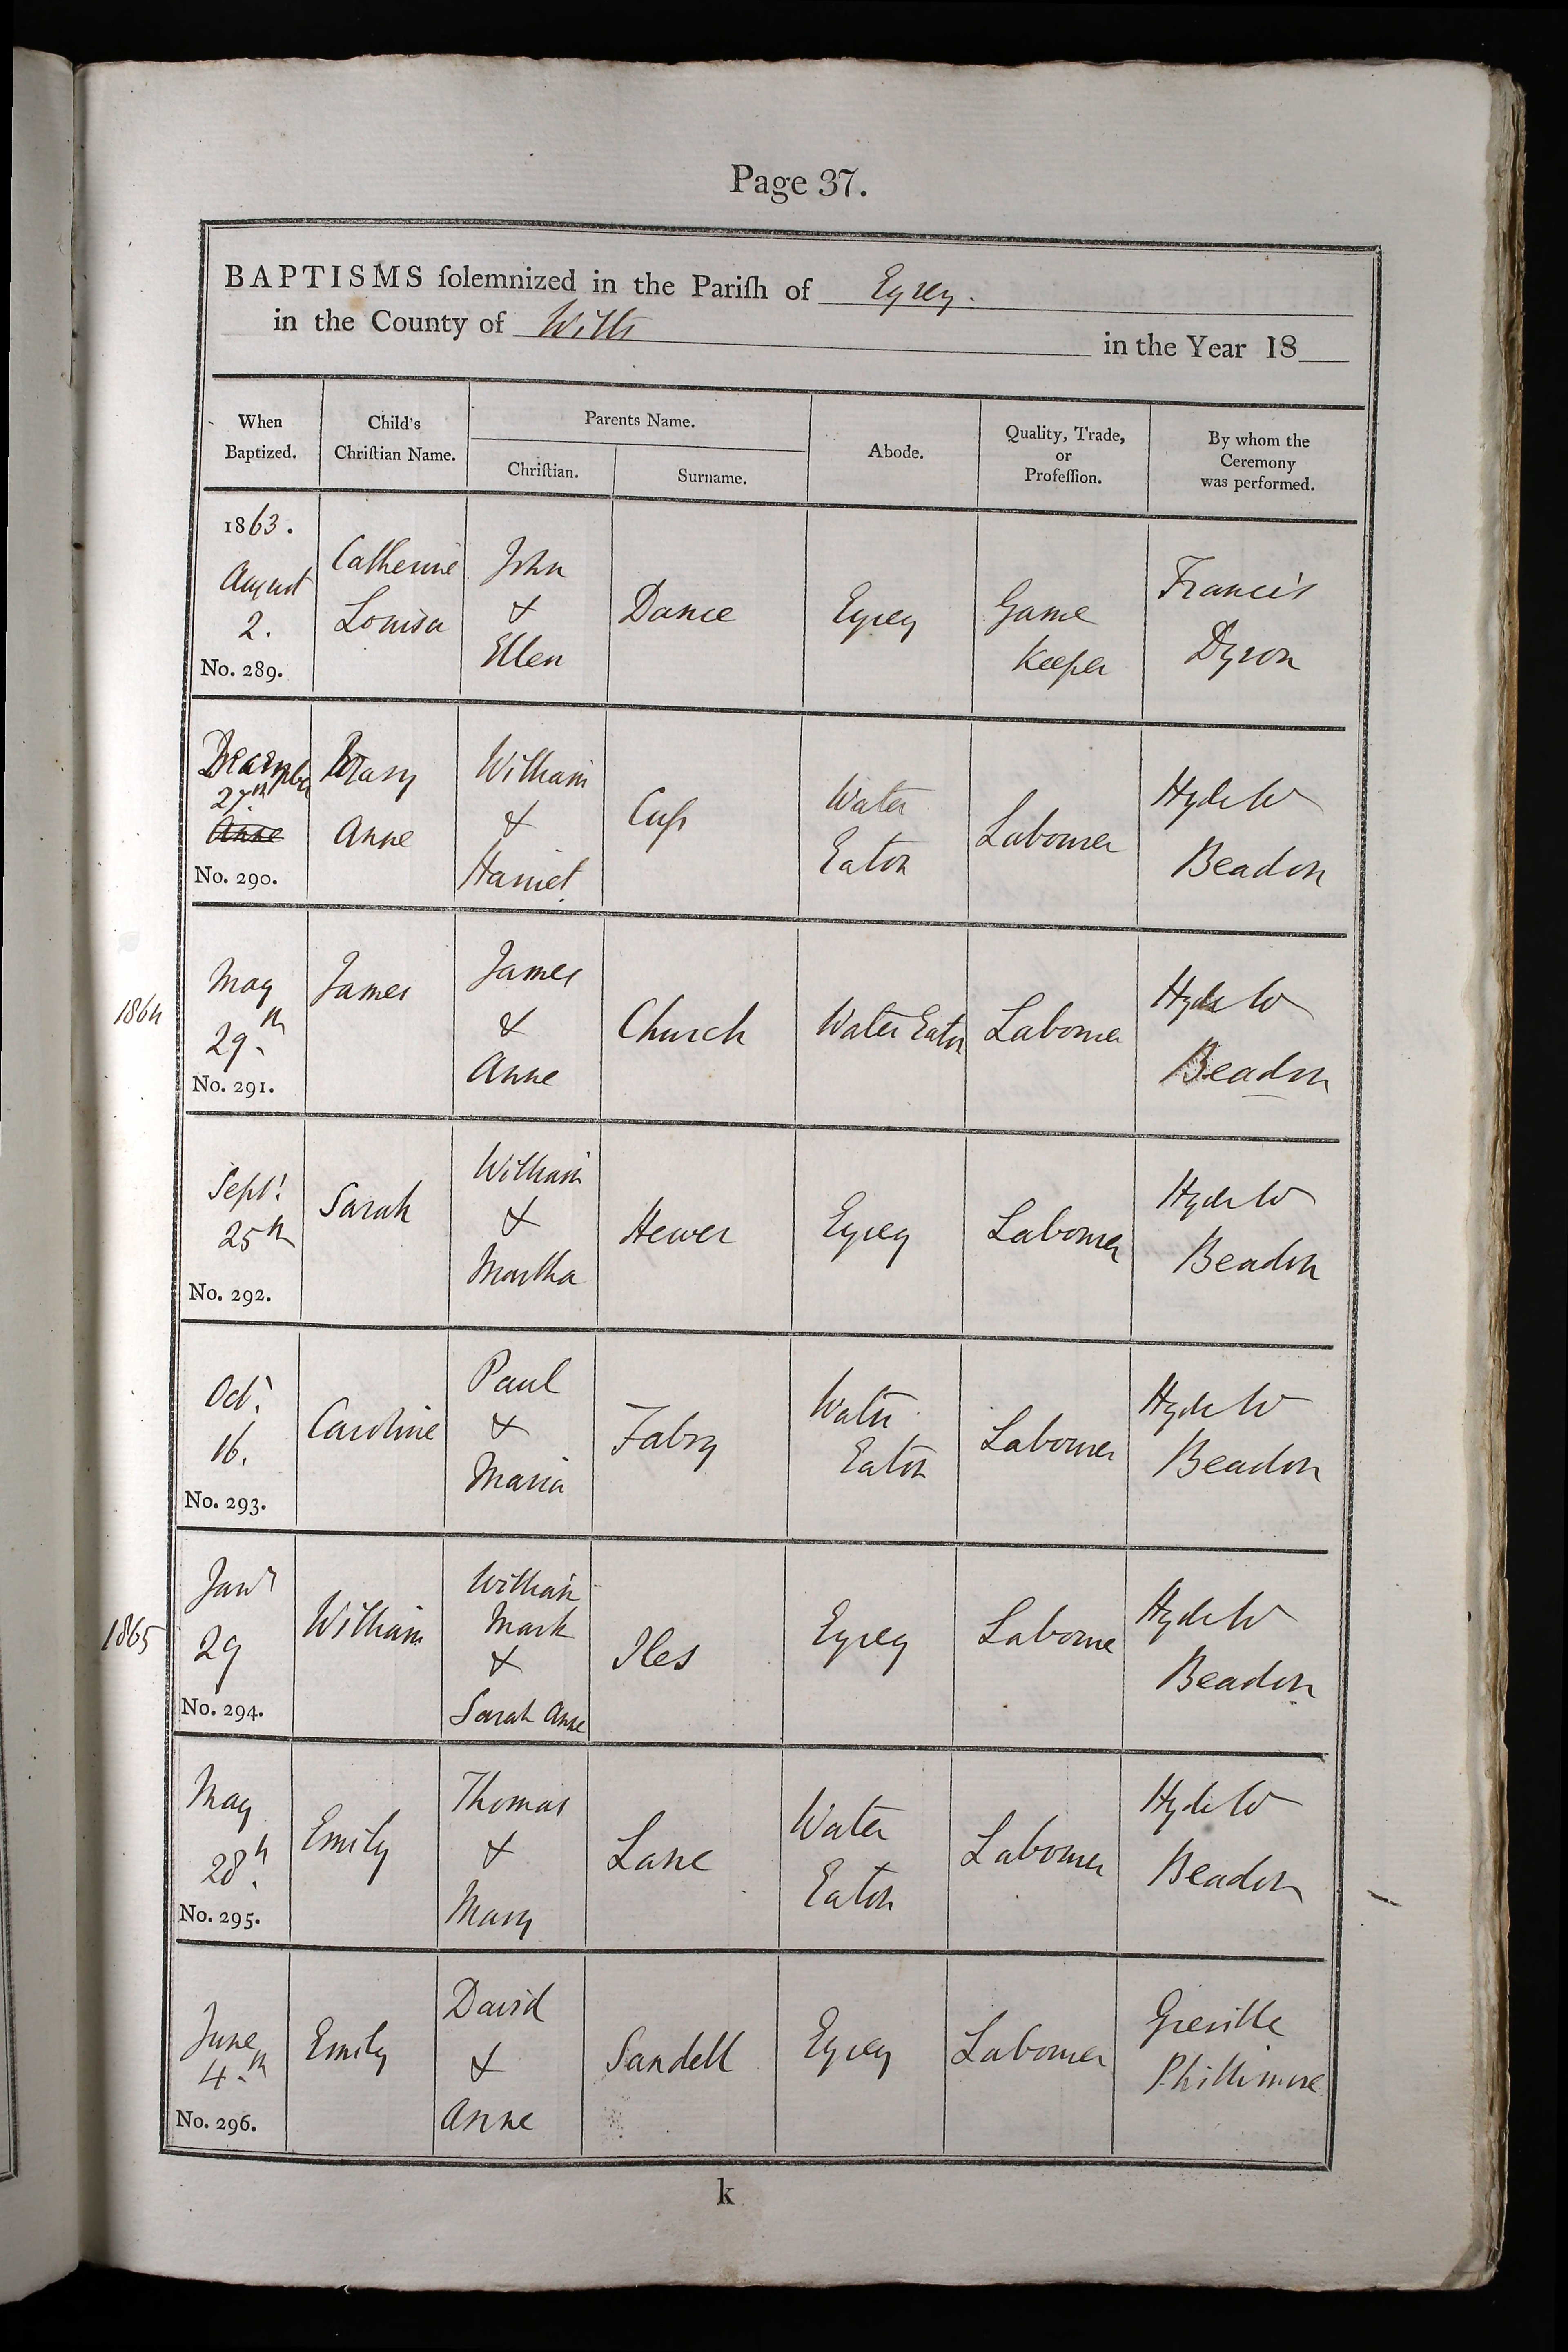 Page 37.
BAPTISMS ſolemnized in the Pariſh of Eysey.
in the County of Wilts in the Year 18
When Baptized.
Child's Chriſtian Name.
Parents Name.
Chriſtian.
Surname.
Abode.
Quality, Trade, or Profeſſion.
By whom the Ceremony was performed.
1863.
August
2.
No. 289.
Catherine
Louisa
John
&
Ellen
Dance
Eysey
Game
Keeper
Francis
Dyson
December
27th
Anne
No. 290.
Mary
Anne
William
&
Harriet
Cuſs
Water
Eaton
Labourer
Hyde W
Beadon
1864
May
29th
No. 291.
James
James
&
Anne
Church
Water Eaton
Labourer
Hyde W
Beadon
Sept.
25th
No. 292.
Sarah
William
&
Martha
Hewer
Eysey
Labourer
Hyde W
Beadon
Oct.
16.
No. 293.
Caroline
Paul
&
Maria
Fabry
Water
Eaton
Labourer
Hyde W
Beadon
1865
Jany
29
No. 294.
William
William
Mark
&
Sarah Anne
Iles
Eysey
Labourer
Hyde W
Beadon
May
28th
No. 295.
Emily
Thomas
&
Mary
Lane
Water
Eaton
Labourer
Hyde W
Beadon
June
4th
No. 296.
Emily
David
&
Anne
Sandell
Eysey
Labourer
Greville
Phillimore
k